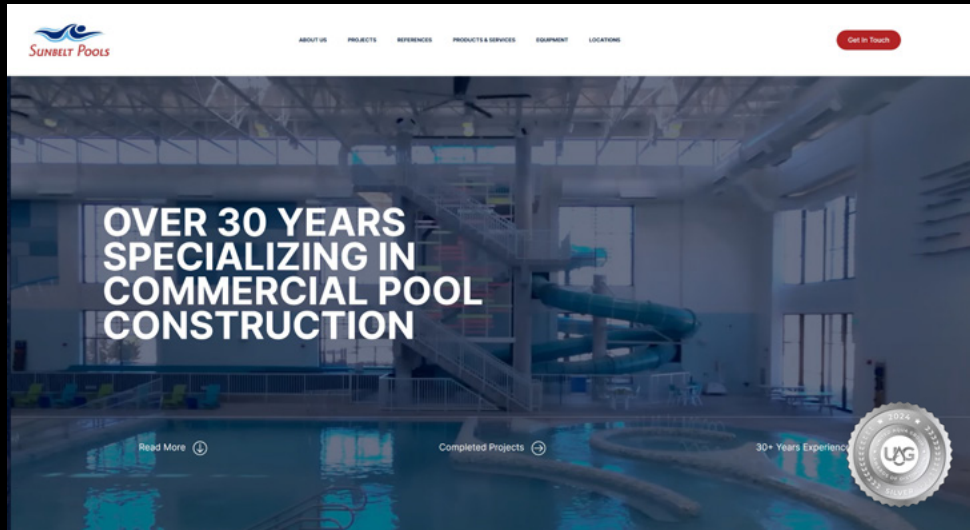 SUNBELT POOLS
ABOUT US
PROJECTS
REFERENCES
PRODUCTS & SERVICES
EQUIPMENT
LOCATIONS
Get In Touch
OVER 30 YEARS
SPECIALIZING IN
COMMERCIAL POOL
CONSTRUCTION
Read More
Completed Projects
30+ Years Experience
2024
UAG
SILVER